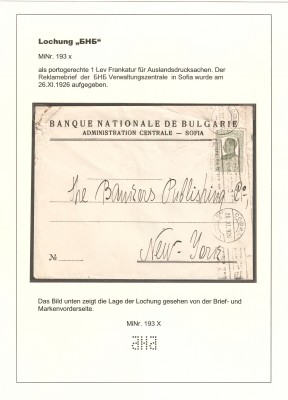 Lochung „БНБ“
MiNr. 193 x
als portogerechte 1 Lev Frankatur für Auslandsdrucksachen. Der
Reklamebrief der БНБ Verwaltungszentrale in Sofia wurde am
26.XI.1926 aufgegeben.
BANQUE NATIONALE DE BULGARIE
ADMINISTRATION CENTRALE — SOFIA
The Bankers Publishing Co,
New-York
№
Das Bild unten zeigt die Lage der Lochung gesehen von der Brief- und
Markenvorderseite.
MiNr. 193 X